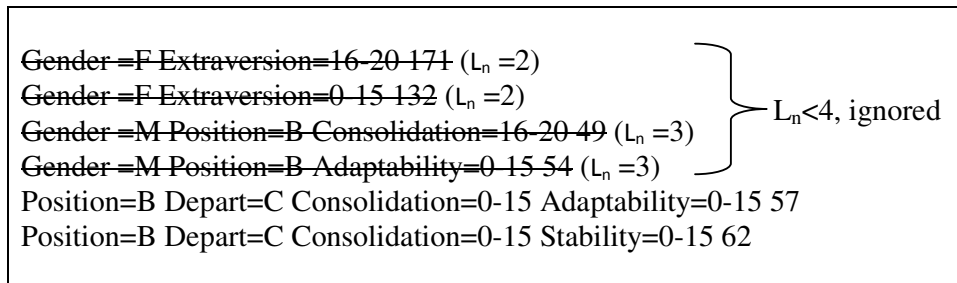 Gender =F Extraversion=16-20 171 (Ln =2)
Gender =F Extraversion=0-15 132 (Ln =2)
Gender=M Position=B Consolidation=16-20 49 (Ln =3)
Gender=M Position=B Adaptability=0-15 54 (Ln =3)
Ln<4, ignored
Position=B Depart=C Consolidation=0-15 Adaptability=0-15 57
Position=B Depart=C Consolidation=0-15 Stability=0-15 62